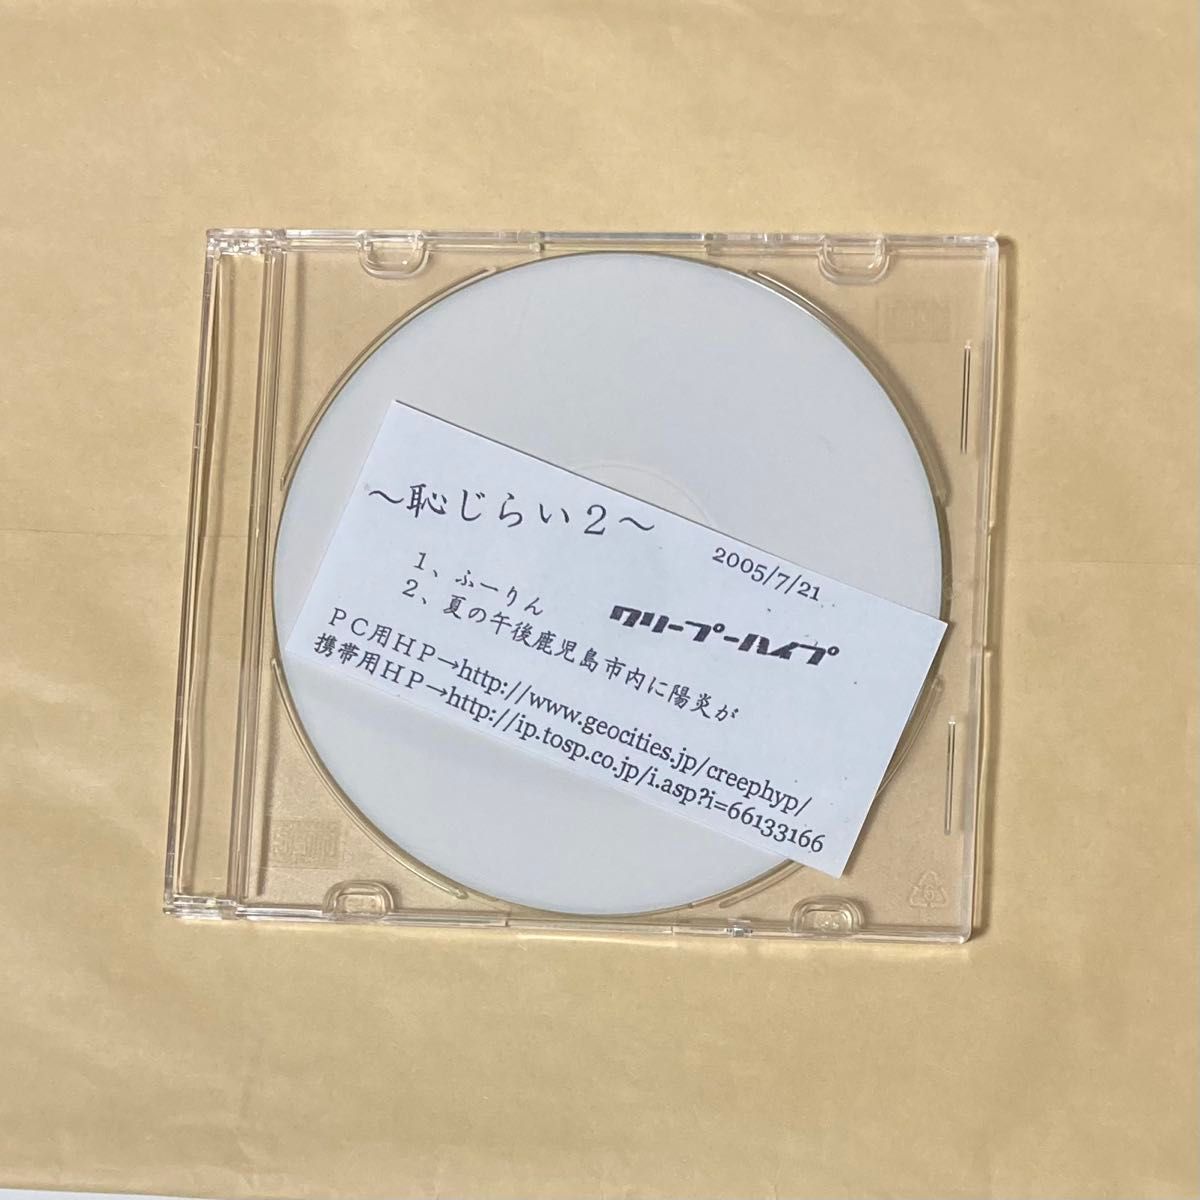 ～恥じらい２～
2005/7/21
１、ふーりん
クリープーハイプ
２、夏の午後鹿児島市内に陽炎が
ＰＣ用ＨＰ→http://www.geocities.jp/creephyp/
携帯用ＨＰ→http://ip.tosp.co.jp/i.asp?i=66133166